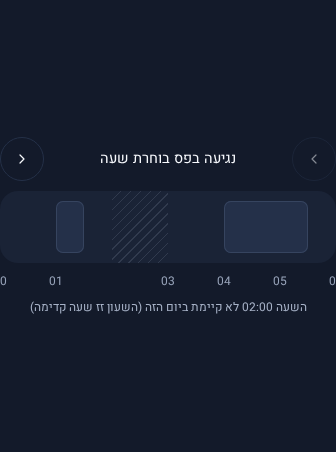 נגיעה בפס בוחרת שעה
0 01 03 04 05 0
השעה 02:00 לא קיימת ביום הזה (השעון זז שעה קדימה)